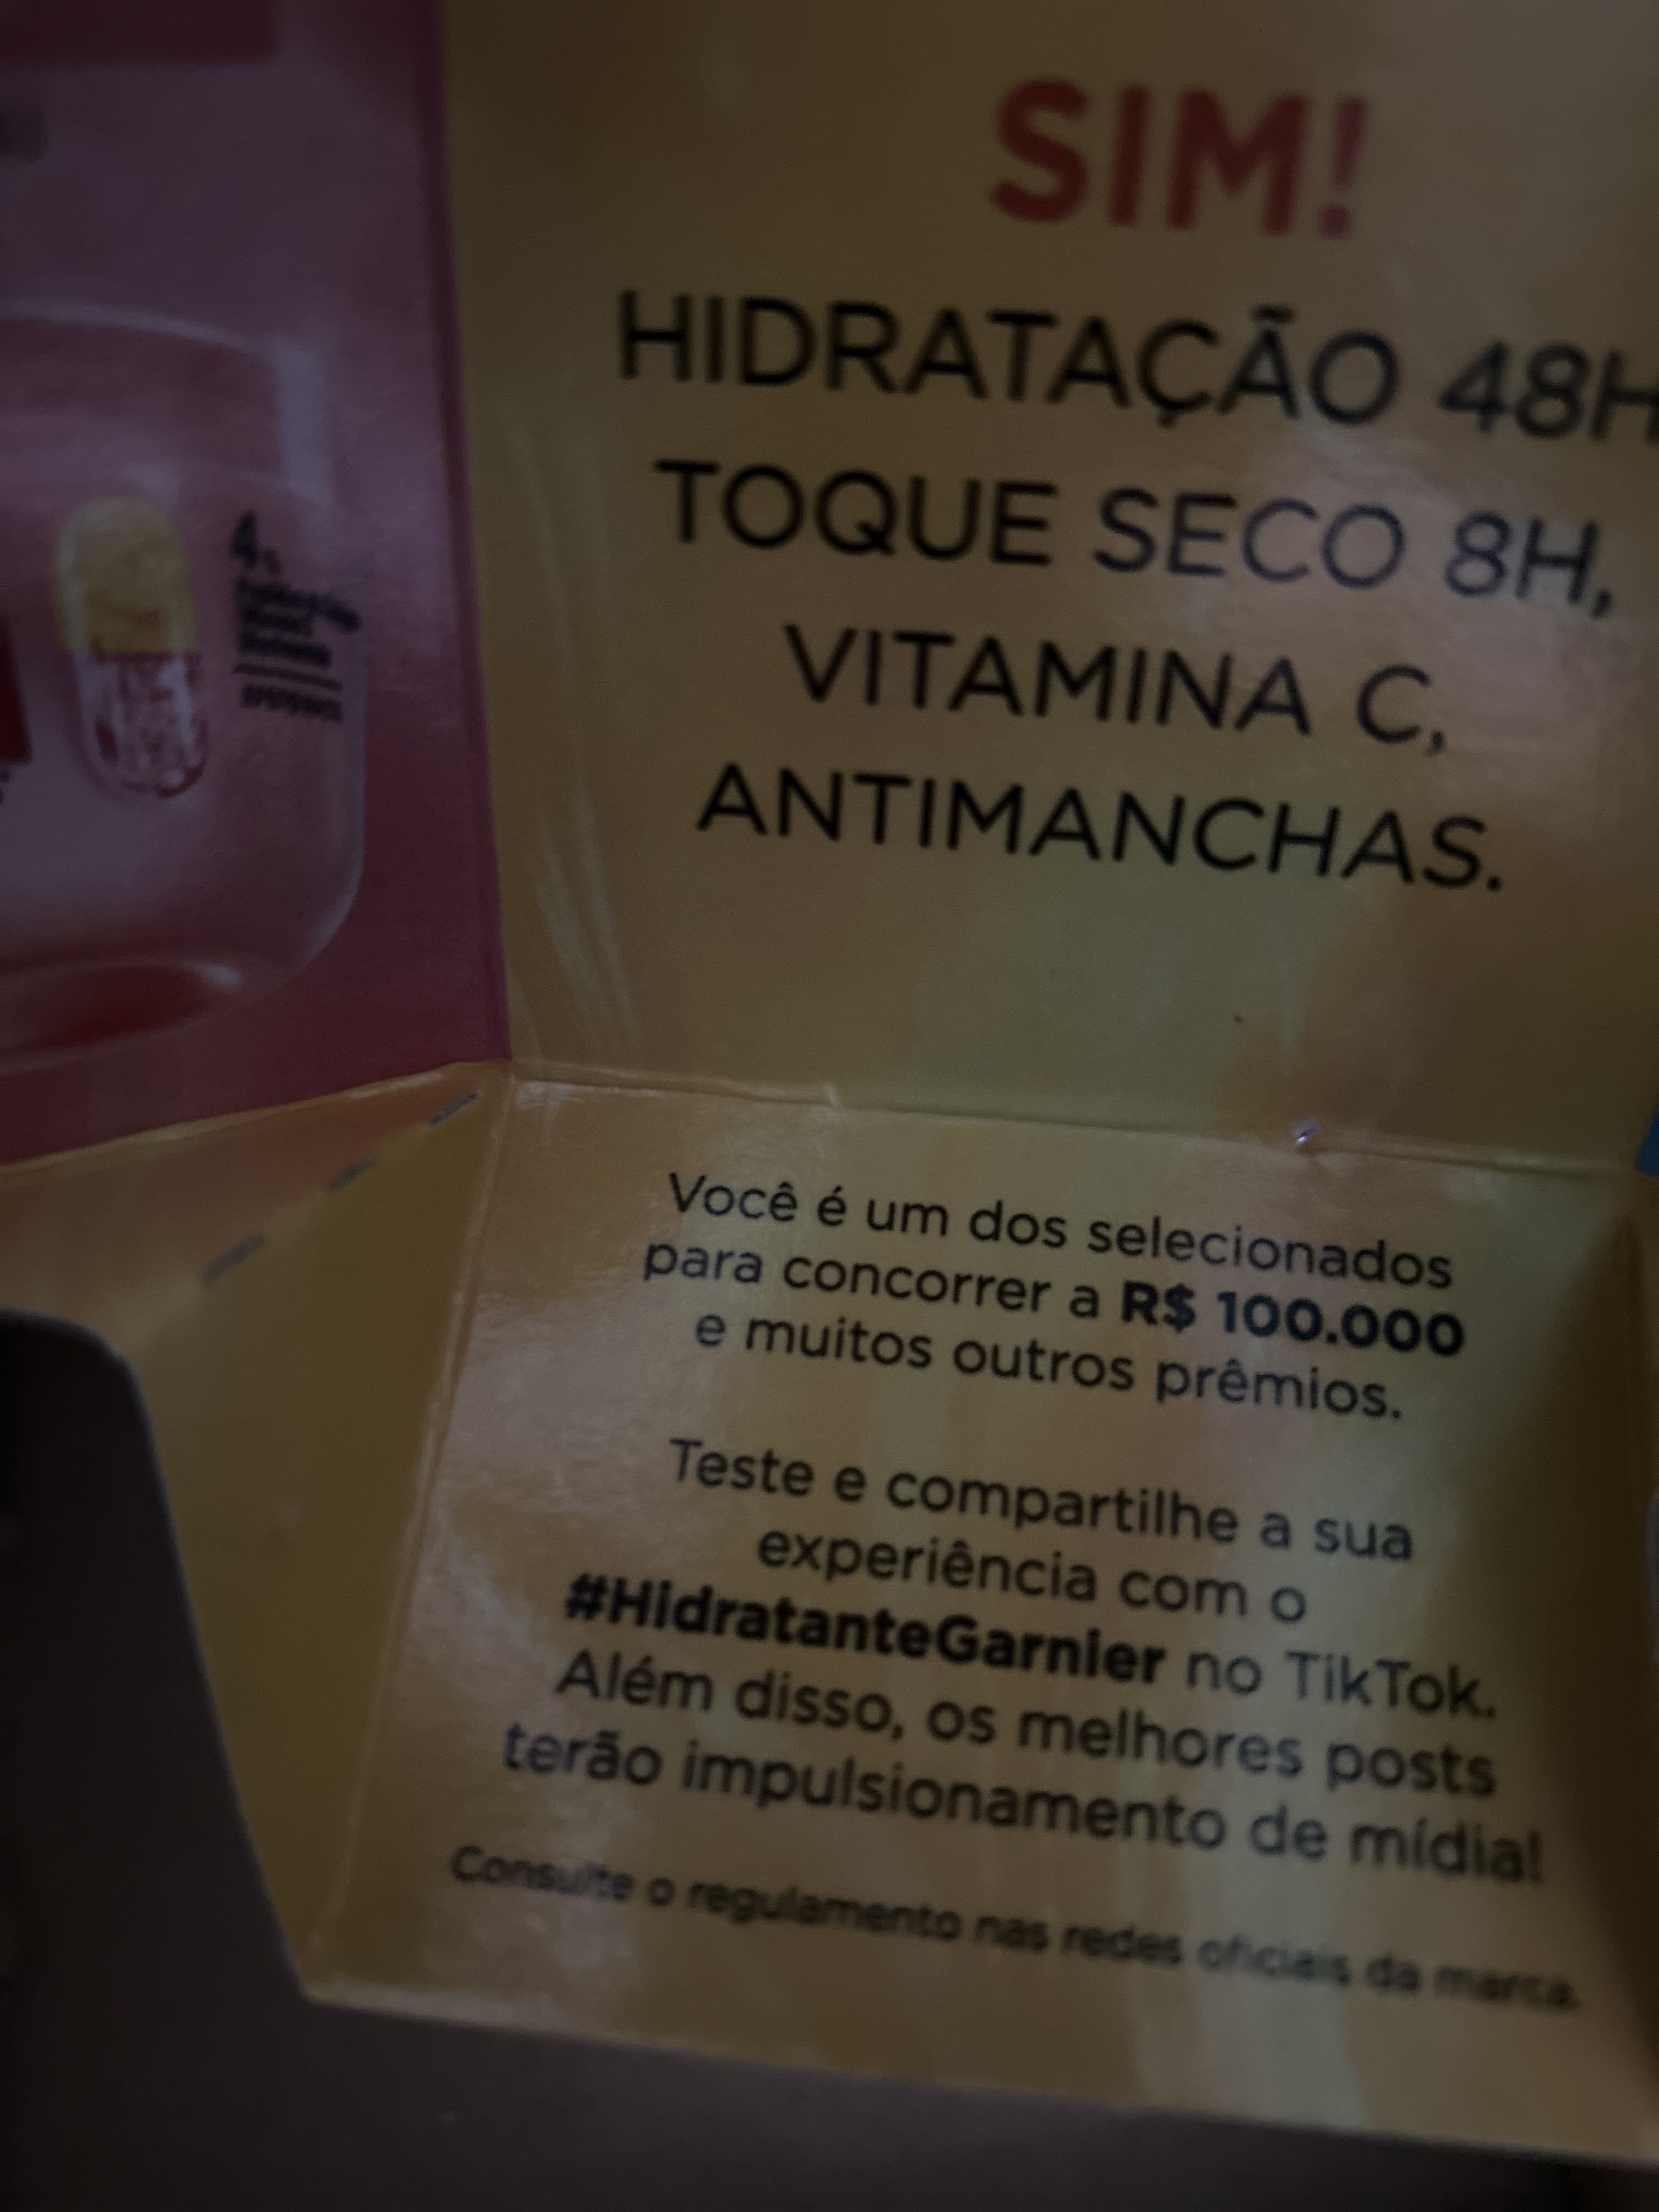 SIM!
HIDRATAÇÃO 48H
TOQUE SECO 8H,
VITAMINA C,
ANTIMANCHAS.
4%
Você é um dos selecionados
para concorrer a R$ 100.000
e muitos outros prêmios.
Teste e compartilhe a sua
experiência com o
#HidratanteGarnier no TikTok.
Além disso, os melhores posts
terão impulsionamento de mídia!
Consulte o regulamento nas redes oficiais da marca.